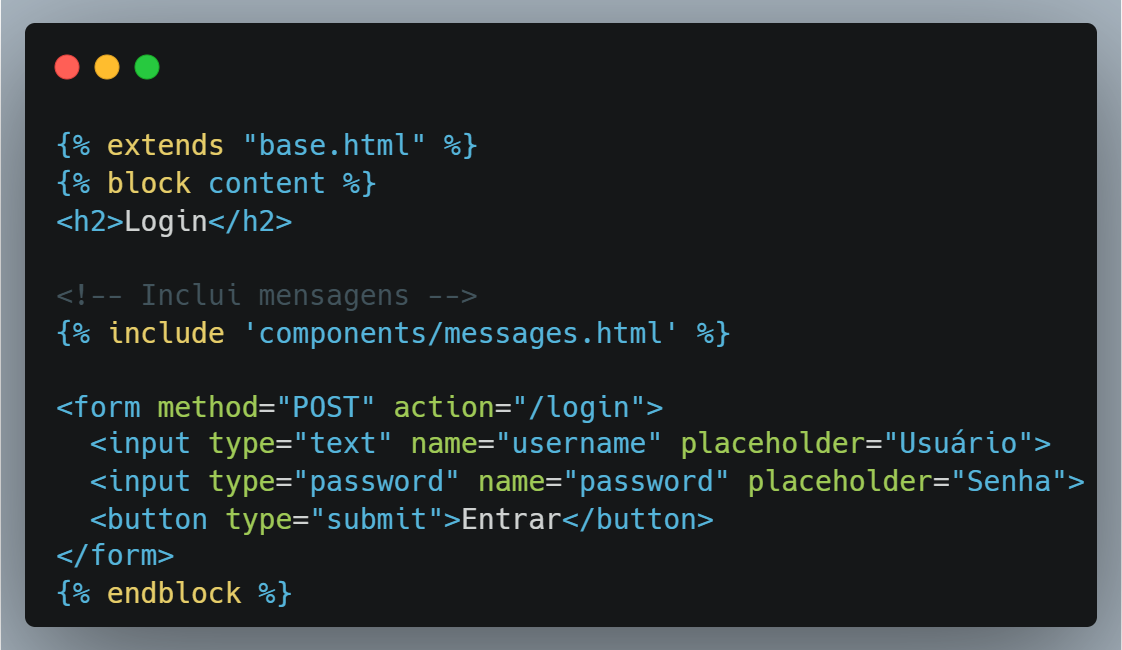 {% extends "base.html" %}
{% block content %}
<h2>Login</h2>
<!-- Inclui mensagens -->
{% include 'components/messages.html' %}
<form method="POST" action="/login">
  <input type="text" name="username" placeholder="Usuário">
  <input type="password" name="password" placeholder="Senha">
  <button type="submit">Entrar</button>
</form>
{% endblock %}